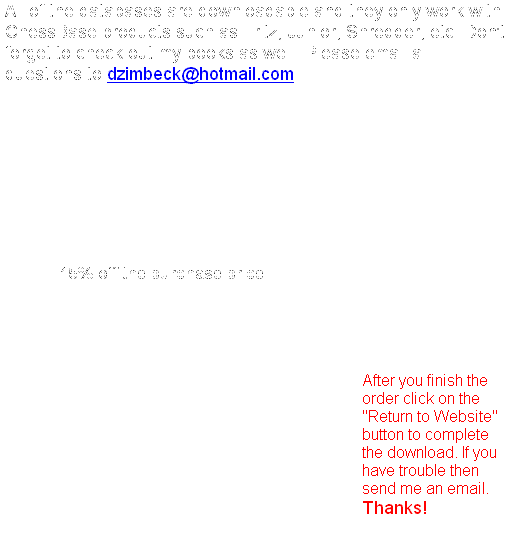 All of the databases are downloadable and they only work with
Chess Base products such as Fritz, Junior, Shredder, etc. Don't
forget to check out my books as well. Please email all
questions to dzimbeck@hotmail.com
15% off the purchase price
After you finish the
order click on the
"Return to Website"
button to complete
the download. If you
have trouble then
send me an email.
Thanks!